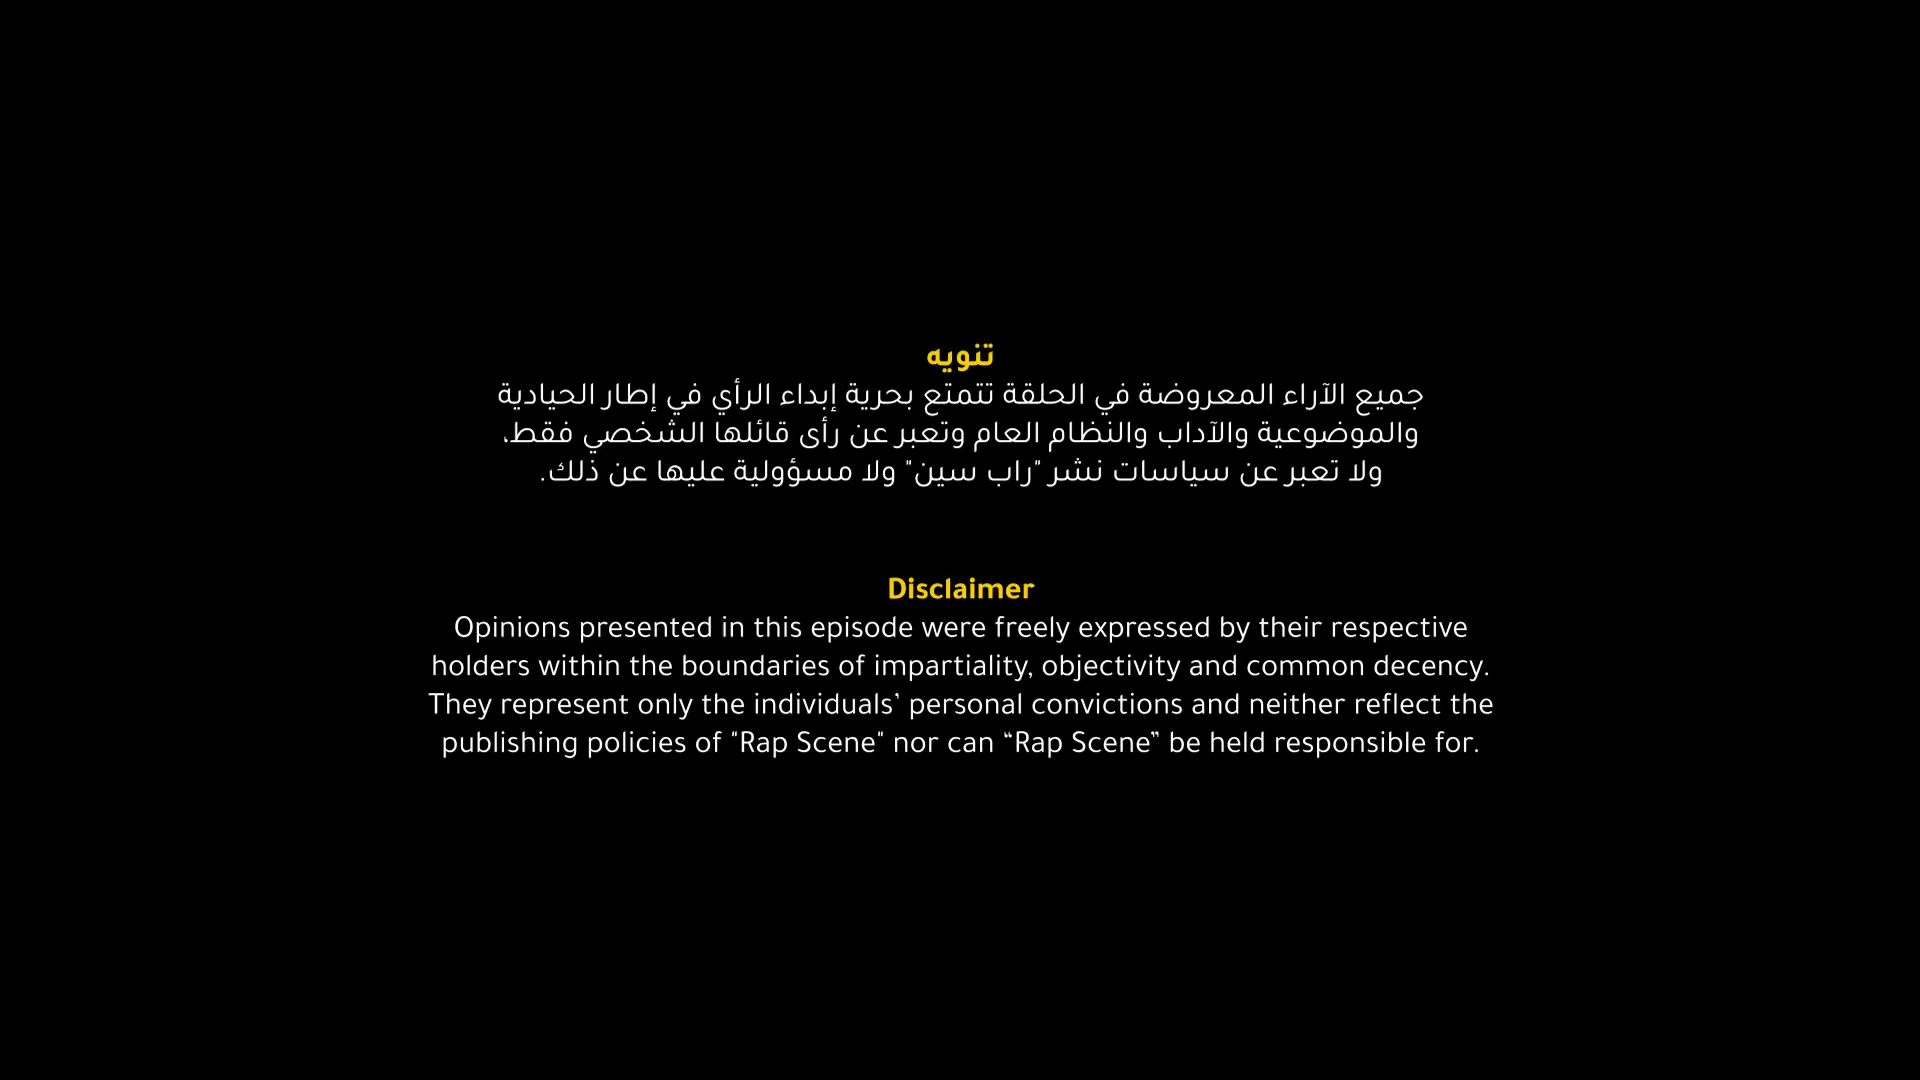 تنويه
جميع الآراء المعروضة في الحلقة تتمتع بحرية إبداء الرأي في إطار الحيادية
والموضوعية والآداب والنظام العام وتعبر عن رأى قائلها الشخصي فقط،
ولا تعبر عن سياسات نشر "راب سين" ولا مسؤولية عليها عن ذلك.
Disclaimer
Opinions presented in this episode were freely expressed by their respective
holders within the boundaries of impartiality, objectivity and common decency.
They represent only the individuals’ personal convictions and neither reflect the
publishing policies of "Rap Scene" nor can “Rap Scene” be held responsible for.